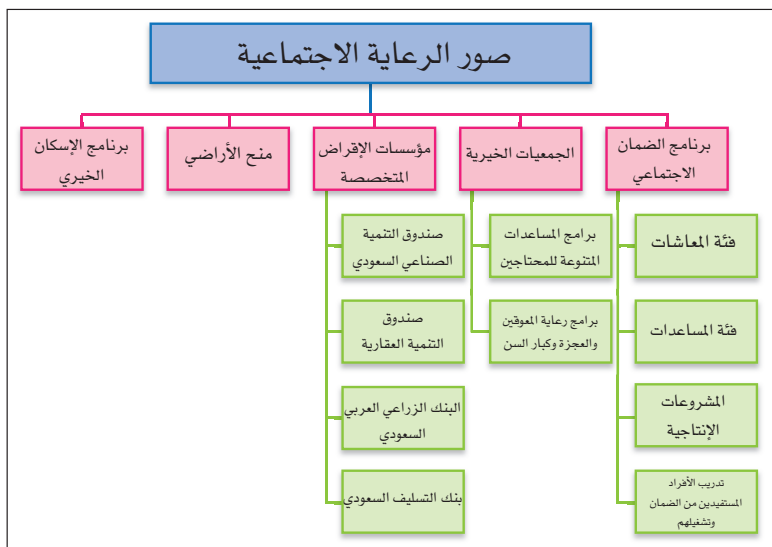 صور الرعاية الاجتماعية
برنامج الضمان
الاجتماعي
الجمعيات الخيرية
مؤسسات الإقراض
المتخصصة
منح الأراضي
برنامج الإسكان
الخيري
فئة المعاشات
فئة المساعدات
المشروعات
الإنتاجية
تدريب الأفراد
المستفيدين من الضمان
وتشغيلهم
برامج المساعدات
المتنوعة للمحتاجين
برامج رعاية المعوقين
والعجزة وكبار السن
صندوق التنمية
الصناعي السعودي
صندوق
التنمية العقارية
البنك الزراعي العربي
السعودي
بنك التسليف السعودي